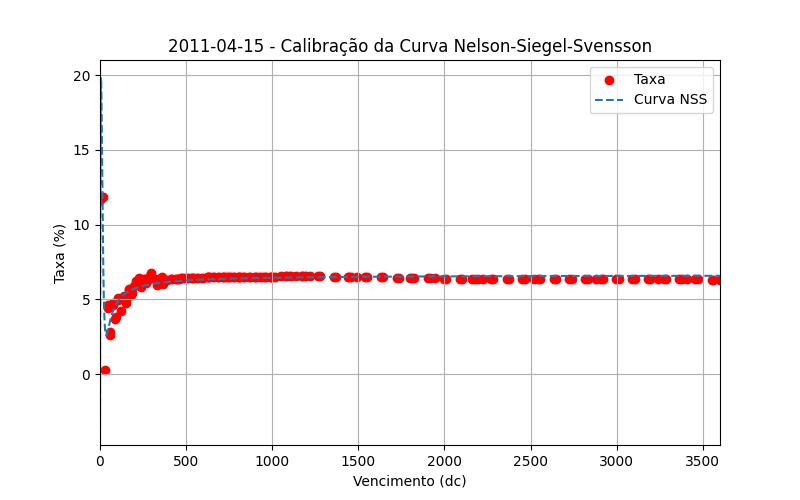 2011-04-15 - Calibração da Curva Nelson-Siegel-Svensson
Taxa
Curva NSS
20
15
10
5
0
Taxa (%)
0 500 1000 1500 2000 2500 3000 3500
Vencimento (dc)